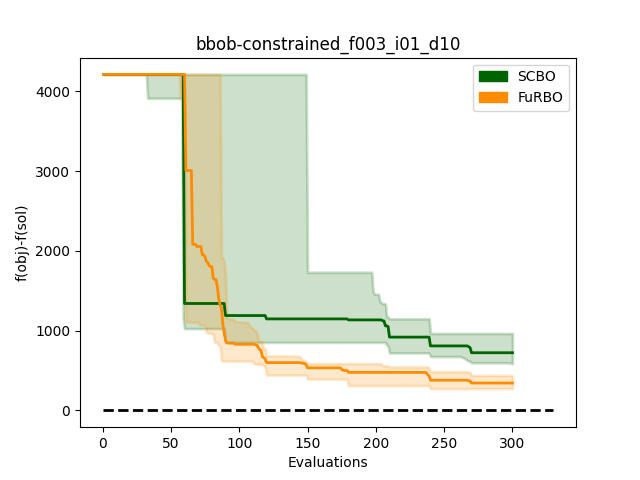 bbob-constrained_f003_i01_d10
SCBO
FuRBO
f(obj)-f(sol)
4000
3000
2000
1000
0
0 50 100 150 200 250 300
Evaluations